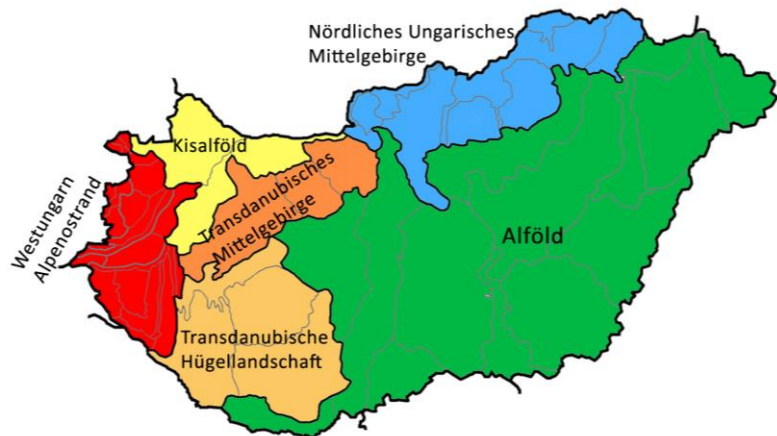 Nördliches Ungarisches
Mittelgebirge
Kisalföld
Transdanubisches
Mittelgebirge
Westungarn
Alpenostrand
Alföld
Transdanubische
Hügellandschaft